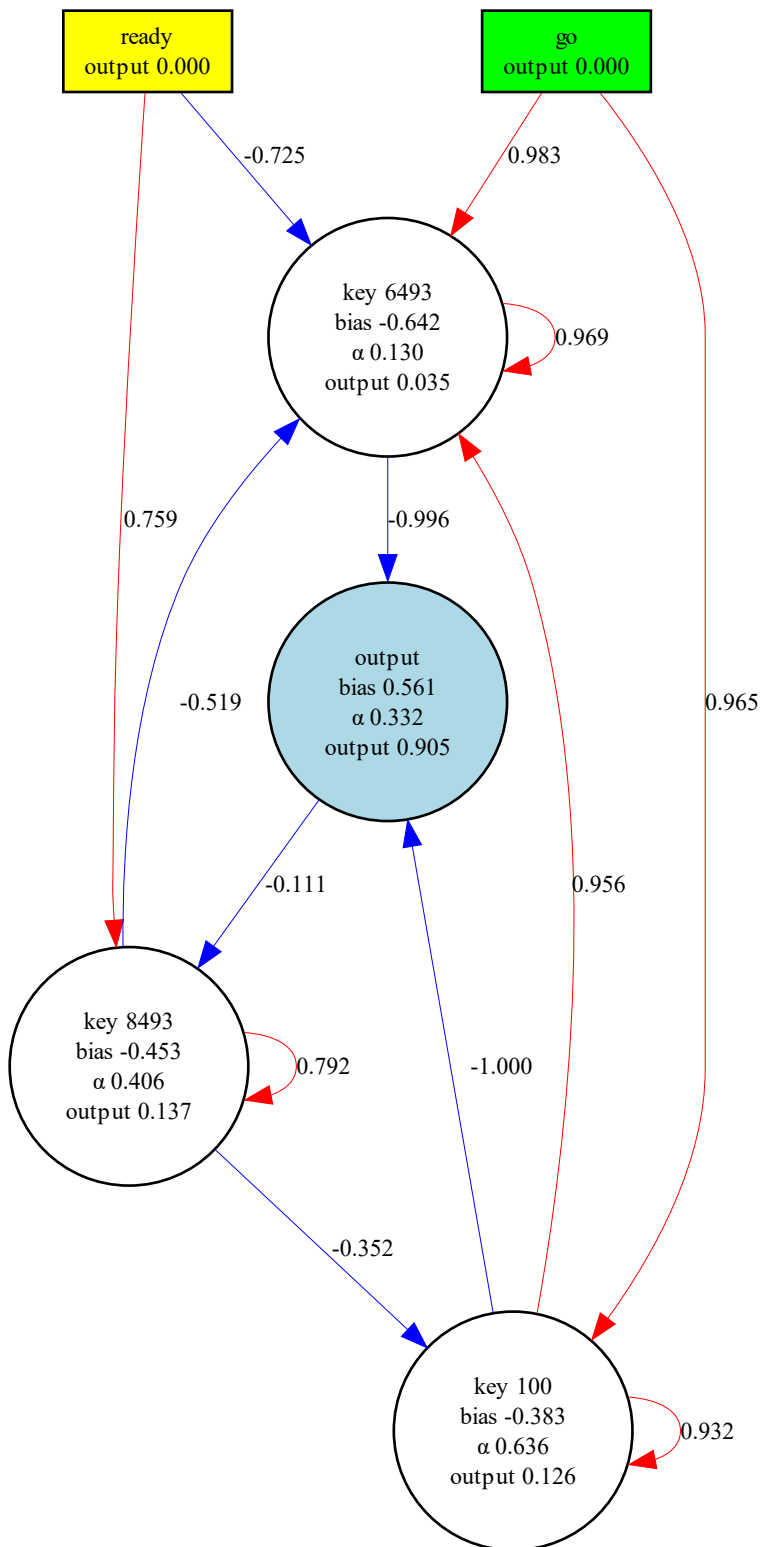 ready
output 0.000
go
output 0.000
-0.725
0.983
key 6493
bias -0.642
α 0.130
output 0.035
0.969
0.759
-0.996
output
bias 0.561
α 0.332
output 0.905
-0.519
0.965
-0.111
0.956
key 8493
bias -0.453
α 0.406
output 0.137
0.792
-1.000
-0.352
key 100
bias -0.383
α 0.636
output 0.126
0.932